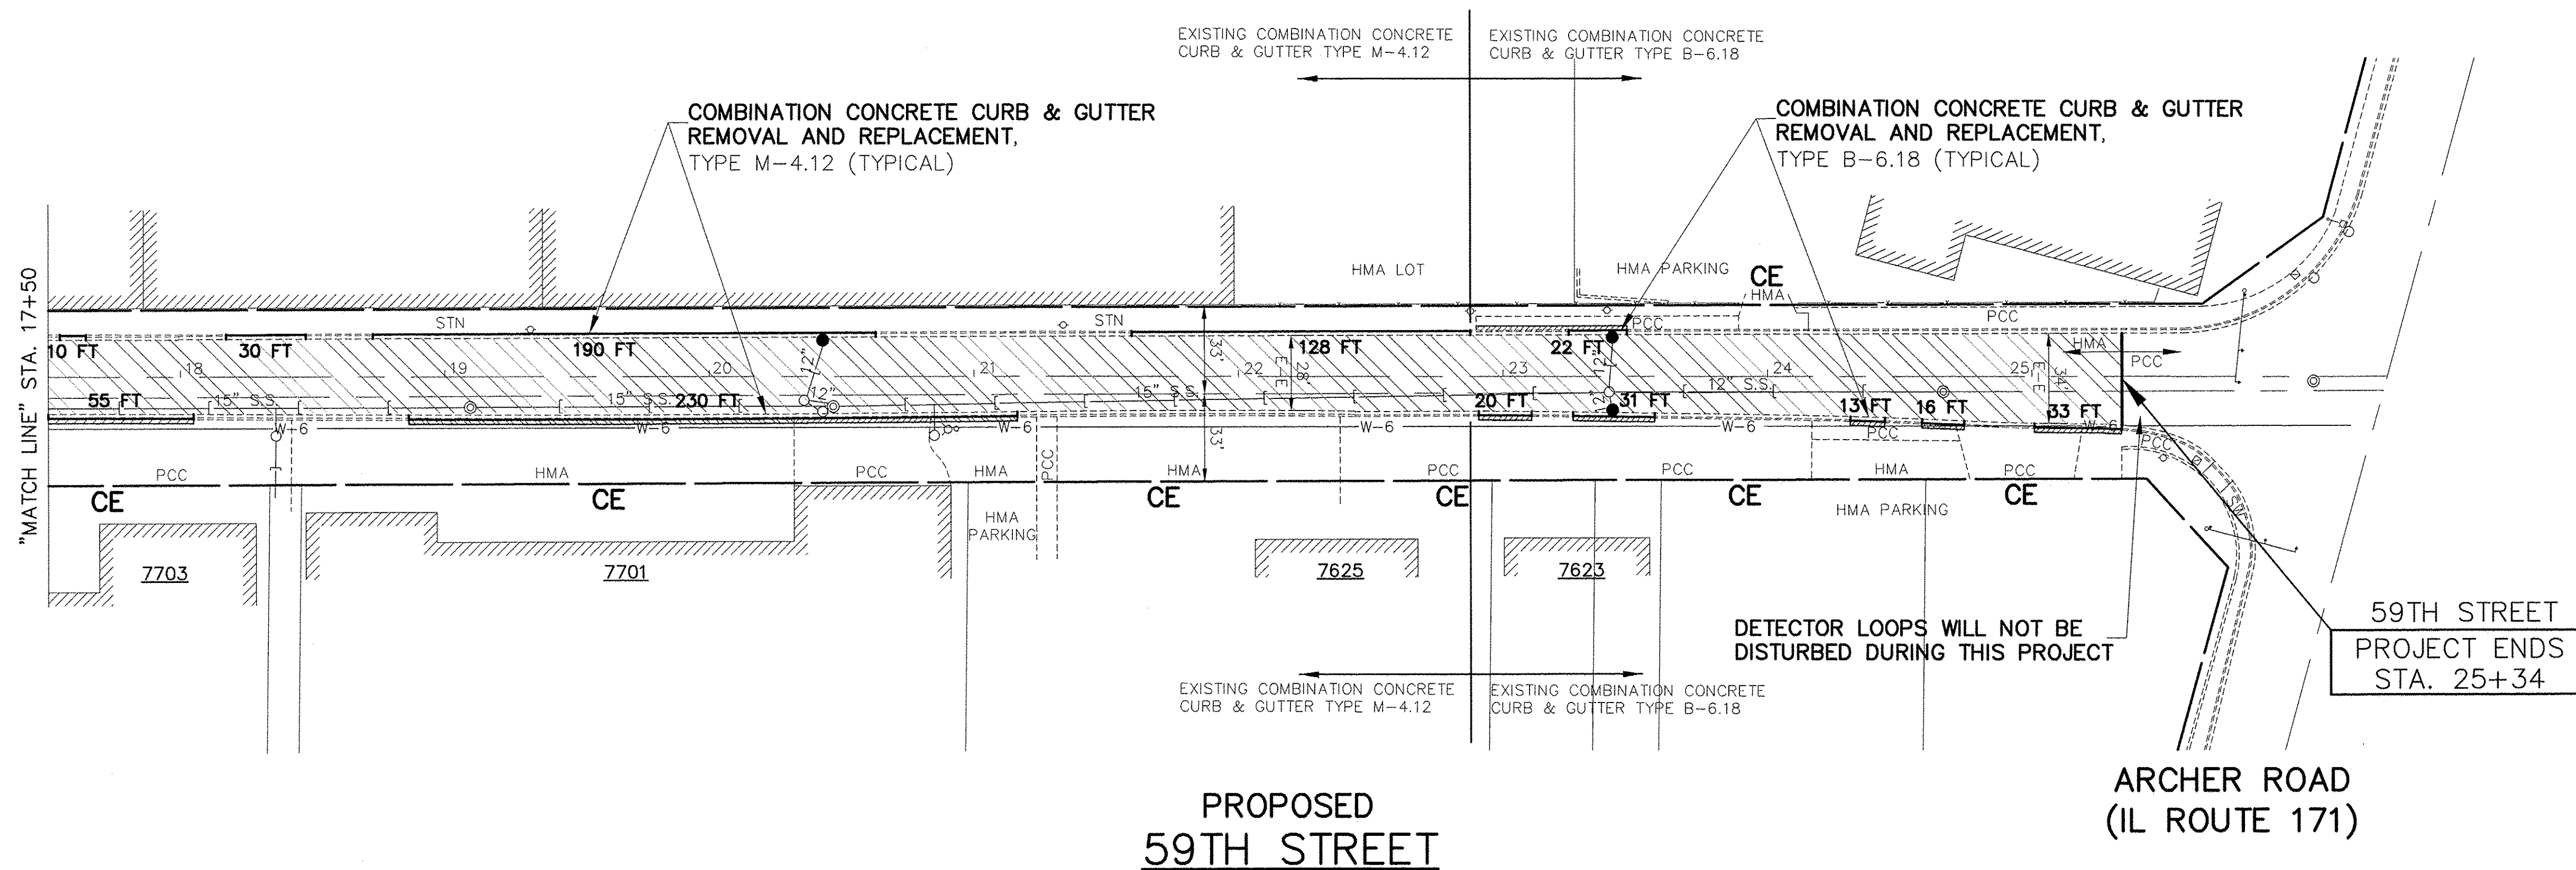 EXISTING COMBINATION CONCRETE
CURB & GUTTER TYPE M-4.12
EXISTING COMBINATION CONCRETE
CURB & GUTTER TYPE B-6.18
COMBINATION CONCRETE CURB & GUTTER
REMOVAL AND REPLACEMENT,
TYPE M-4.12 (TYPICAL)
COMBINATION CONCRETE CURB & GUTTER
REMOVAL AND REPLACEMENT,
TYPE B-6.18 (TYPICAL)
"MATCH LINE" STA. 17+50
HMA LOT
HMA PARKING
CE
HMA
STN
STN
PCC
PCC
10 FT
30 FT
190 FT
128 FT
22 FT
HMA
PCC
33'
28'
E-E
34'
E-E
12"
12"
18
19
20
21
22
23
24
25
55 FT
15" S.S.
15" S.S.
230 FT
12"
15" S.S.
20 FT
12"
31 FT
12" S.S.
13 FT
16 FT
33 FT
W-6
W-6
8"
W-6
33'
W-6
W-6
W-6
PCC
PCC
PCC
HMA
PCC
HMA
PCC
HMA
PCC
PCC
HMA
PCC
CE
CE
CE
CE
CE
CE
SW
HMA
PARKING
HMA PARKING
7703
7701
7625
7623
DETECTOR LOOPS WILL NOT BE
DISTURBED DURING THIS PROJECT
59TH STREET
PROJECT ENDS
STA. 25+34
EXISTING COMBINATION CONCRETE
CURB & GUTTER TYPE M-4.12
EXISTING COMBINATION CONCRETE
CURB & GUTTER TYPE B-6.18
ARCHER ROAD
(IL ROUTE 171)
PROPOSED
59TH STREET